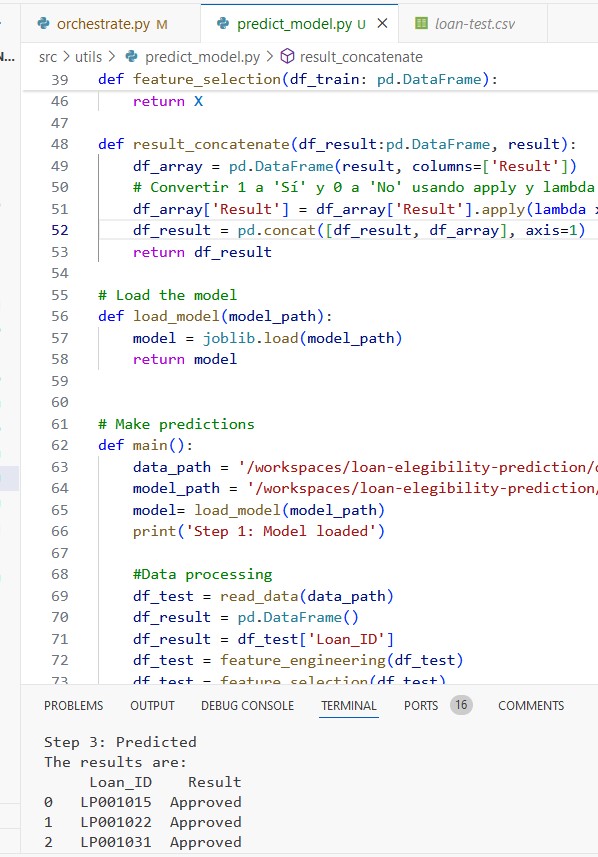 orchestrate.py M
predict_model.py U
loan-test.csv
N...
src > utils > predict_model.py > result_concatenate
39 def feature_selection(df_train: pd.DataFrame):
46 return X
47
48 def result_concatenate(df_result:pd.DataFrame, result):
49 df_array = pd.DataFrame(result, columns=['Result'])
50 # Convertir 1 a 'Sí' y 0 a 'No' usando apply y lambda
51 df_array['Result'] = df_array['Result'].apply(lambda x
52 df_result = pd.concat([df_result, df_array], axis=1)
53 return df_result
54
55 # Load the model
56 def load_model(model_path):
57 model = joblib.load(model_path)
58 return model
59
60
61 # Make predictions
62 def main():
63 data_path = '/workspaces/loan-elegibility-prediction/
64 model_path = '/workspaces/loan-elegibility-prediction/
65 model= load_model(model_path)
66 print('Step 1: Model loaded')
67
68 #Data processing
69 df_test = read_data(data_path)
70 df_result = pd.DataFrame()
71 df_result = df_test['Loan_ID']
72 df_test = feature_engineering(df_test)
73 df_test = feature_selection(df_test)
PROBLEMS OUTPUT DEBUG CONSOLE TERMINAL PORTS 16 COMMENTS
Step 3: Predicted
The results are:
Loan_ID Result
0 LP001015 Approved
1 LP001022 Approved
2 LP001031 Approved